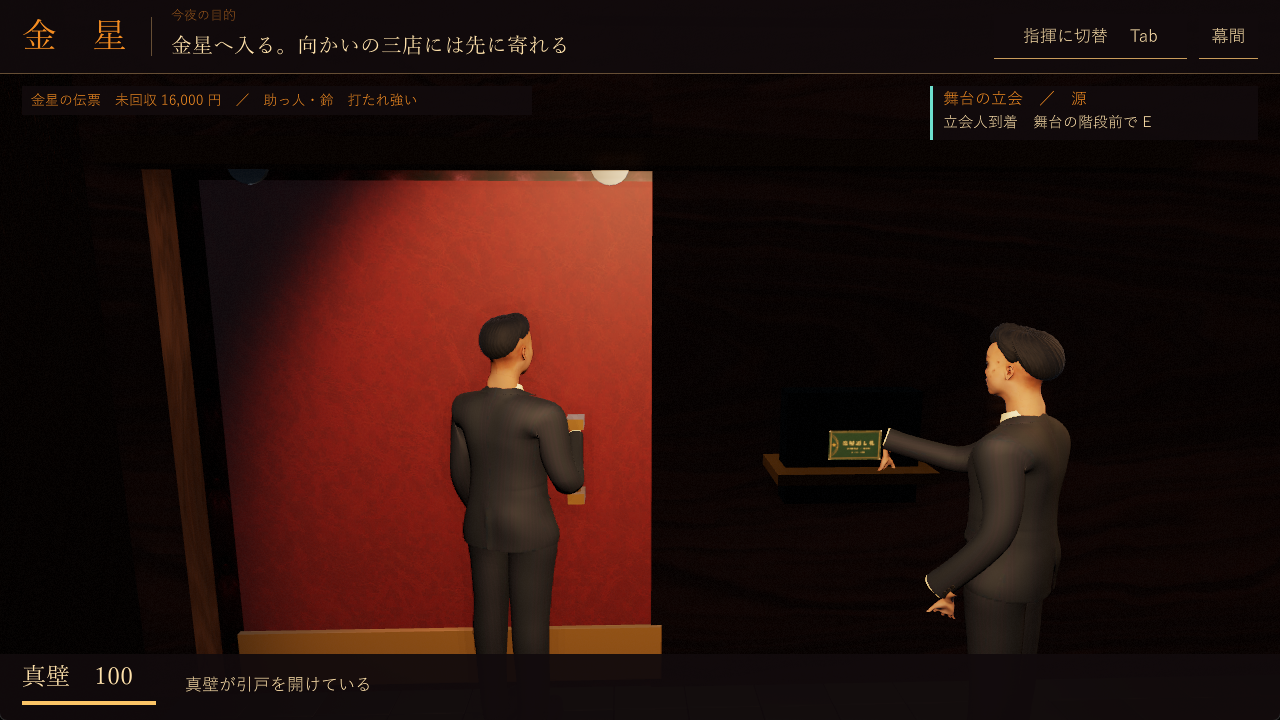 金星
今夜の目的
金星へ入る。向かいの三店には先に寄れる
指揮に切替 Tab
幕間
金星の伝票 未回収 16,000 円 ／ 助っ人・鈴 打たれ強い
舞台の立会 ／ 源
立会人到着 舞台の階段前で E
真壁 100
真壁が引戸を開けている